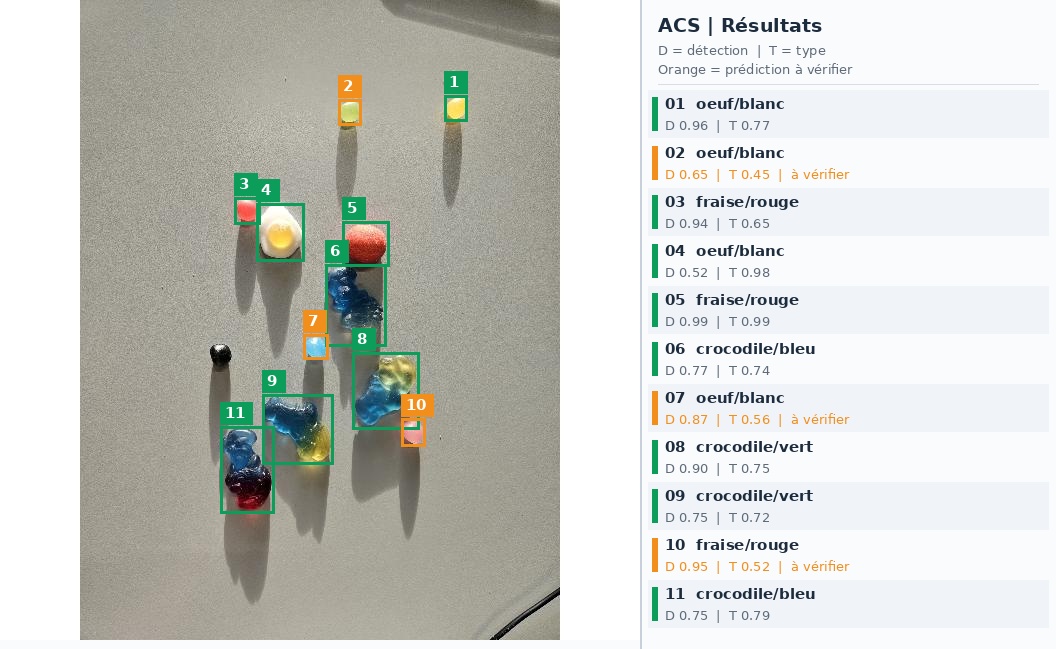 1
2
3
4
5
6
7
8
9
10
11
ACS | Résultats
D = détection | T = type
Orange = prédiction à vérifier
01 oeuf/blanc
D 0.96 | T 0.77
02 oeuf/blanc
D 0.65 | T 0.45 | à vérifier
03 fraise/rouge
D 0.94 | T 0.65
04 oeuf/blanc
D 0.52 | T 0.98
05 fraise/rouge
D 0.99 | T 0.99
06 crocodile/bleu
D 0.77 | T 0.74
07 oeuf/blanc
D 0.87 | T 0.56 | à vérifier
08 crocodile/vert
D 0.90 | T 0.75
09 crocodile/vert
D 0.75 | T 0.72
10 fraise/rouge
D 0.95 | T 0.52 | à vérifier
11 crocodile/bleu
D 0.75 | T 0.79